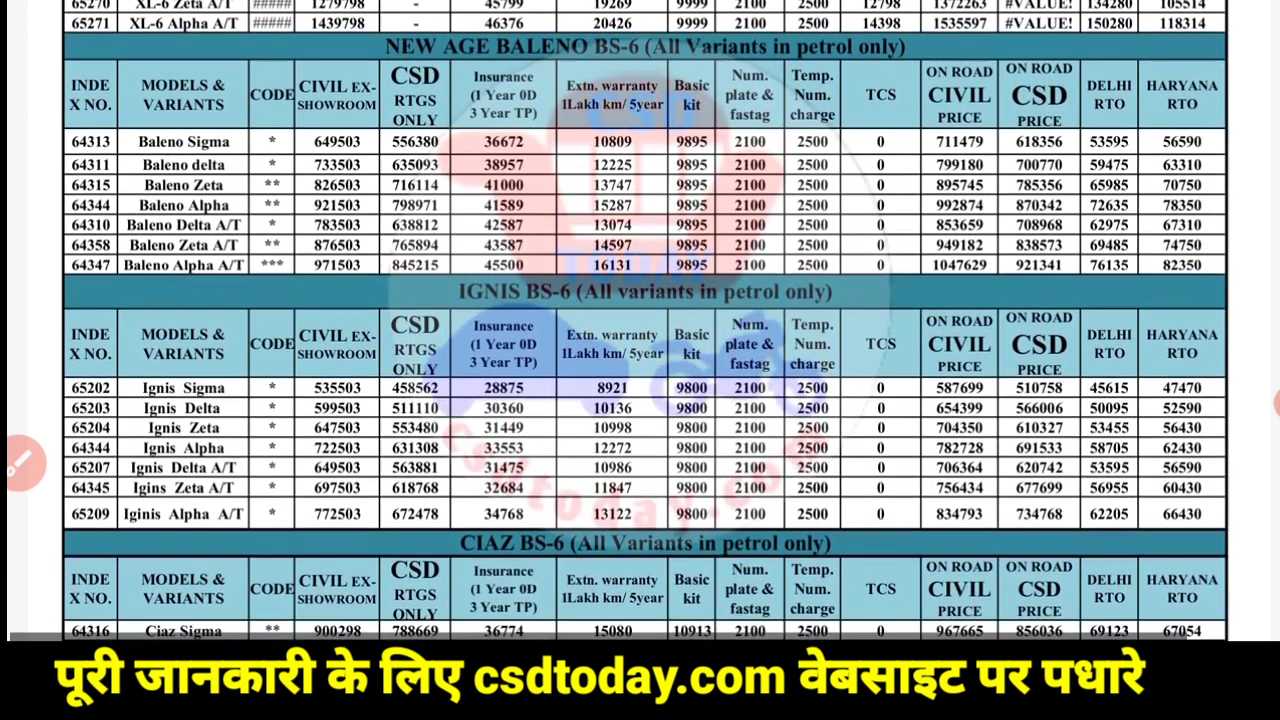 65270 XL-6 Zeta A/T ##### 1279798 - 45799 19269 9999 2100 2500 12798 1372263 #VALUE! 134280 105514
65271 XL-6 Alpha A/T ##### 1439798 - 46376 20426 9999 2100 2500 14398 1535597 #VALUE! 150280 118314
NEW AGE BALENO BS-6 (All Variants in petrol only)
INDE X NO. MODELS & VARIANTS CODE CIVIL EX-SHOWROOM CSD RTGS ONLY Insurance (1 Year 0D 3 Year TP) Extn. warranty 1Lakh km/ 5year Basic kit Num. plate & fastag Temp. Num. charge TCS ON ROAD CIVIL PRICE ON ROAD CSD PRICE DELHI RTO HARYANA RTO
64313 Baleno Sigma * 649503 556380 36672 10809 9895 2100 2500 0 711479 618356 53595 56590
64311 Baleno delta * 733503 635093 38957 12225 9895 2100 2500 0 799180 700770 59475 63310
64315 Baleno Zeta ** 826503 716114 41000 13747 9895 2100 2500 0 895745 785356 65985 70750
64344 Baleno Alpha ** 921503 798971 41589 15287 9895 2100 2500 0 992874 870342 72635 78350
64310 Baleno Delta A/T * 783503 638812 42587 13074 9895 2100 2500 0 853659 708968 62975 67310
64358 Baleno Zeta A/T ** 876503 765894 43587 14597 9895 2100 2500 0 949182 838573 69485 74750
64347 Baleno Alpha A/T *** 971503 845215 45500 16131 9895 2100 2500 0 1047629 921341 76135 82350
IGNIS BS-6 (All variants in petrol only)
INDE X NO. MODELS & VARIANTS CODE CIVIL EX-SHOWROOM CSD RTGS ONLY Insurance (1 Year 0D 3 Year TP) Extn. warranty 1Lakh km/ 5year Basic kit Num. plate & fastag Temp. Num. charge TCS ON ROAD CIVIL PRICE ON ROAD CSD PRICE DELHI RTO HARYANA RTO
65202 Ignis Sigma * 535503 458562 28875 8921 9800 2100 2500 0 587699 510758 45615 47470
65203 Ignis Delta * 599503 511110 30360 10136 9800 2100 2500 0 654399 566006 50095 52590
65204 Ignis Zeta * 647503 553480 31449 10998 9800 2100 2500 0 704350 610327 53455 56430
64344 Ignis Alpha * 722503 631308 33553 12272 9800 2100 2500 0 782728 691533 58705 62430
65207 Ignis Delta A/T * 649503 563881 31475 10986 9800 2100 2500 0 706364 620742 53595 56590
64345 Igins Zeta A/T * 697503 618768 32684 11847 9800 2100 2500 0 756434 677699 56955 60430
65209 Iginis Alpha A/T * 772503 672478 34768 13122 9800 2100 2500 0 834793 734768 62205 66430
CIAZ BS-6 (All Variants in petrol only)
INDE X NO. MODELS & VARIANTS CODE CIVIL EX-SHOWROOM CSD RTGS ONLY Insurance (1 Year 0D 3 Year TP) Extn. warranty 1Lakh km/ 5year Basic kit Num. plate & fastag Temp. Num. charge TCS ON ROAD CIVIL PRICE ON ROAD CSD PRICE DELHI RTO HARYANA RTO
64316 Ciaz Sigma ** 900298 788669 36774 15080 10913 2100 2500 0 967665 856036 69123 67054
CSD
TODAY
csdtoday.com
पूरी जानकारी के लिए csdtoday.com वेबसाइट पर पधारे